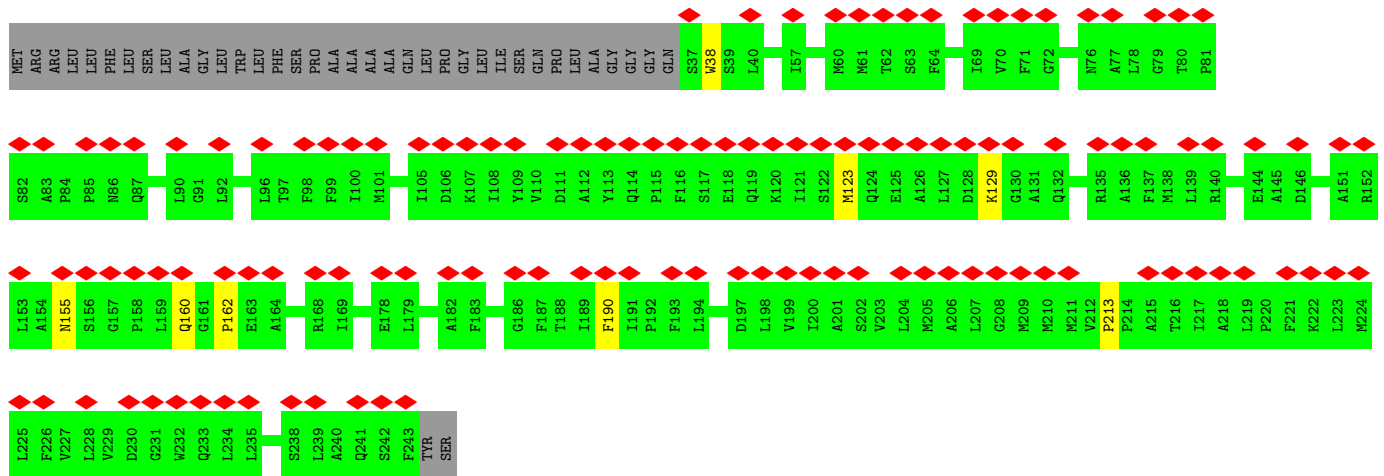 MET ARG ARG LEU LEU PHE LEU SER LEU ALA GLY LEU TRP LEU PHE SER PRO ALA ALA ALA ALA GLN LEU PRO GLY LEU ILE SER GLN PRO LEU ALA GLY GLY GLY GLN S37 W38 S39 L40 I57 M60 M61 T62 S63 F64 I69 V70 F71 G72 N76 A77 L78 G79 T80 P81
S82 A83 P84 P85 N86 Q87 L90 G91 L92 L96 T97 F98 F99 I100 M101 I105 D106 K107 I108 Y109 V110 D111 A112 Y113 Q114 P115 F116 S117 E118 Q119 K120 I121 S122 M123 Q124 E125 A126 L127 D128 K129 G130 A131 Q132 R135 A136 F137 M138 L139 R140 E144 A145 D146 A151 R152
L153 A154 N155 S156 G157 P158 L159 Q160 G161 P162 E163 A164 R168 I169 E178 L179 A182 F183 G186 F187 T188 I189 F190 I191 P192 F193 L194 D197 L198 V199 I200 A201 S202 V203 L204 M205 A206 L207 G208 M209 M210 M211 V212 P213 P214 A215 T216 I217 A218 L219 P220 F221 K222 L223 M224
L225 F226 V227 L228 V229 D230 G231 W232 Q233 L234 L235 S238 L239 A240 Q241 S242 F243 TYR SER